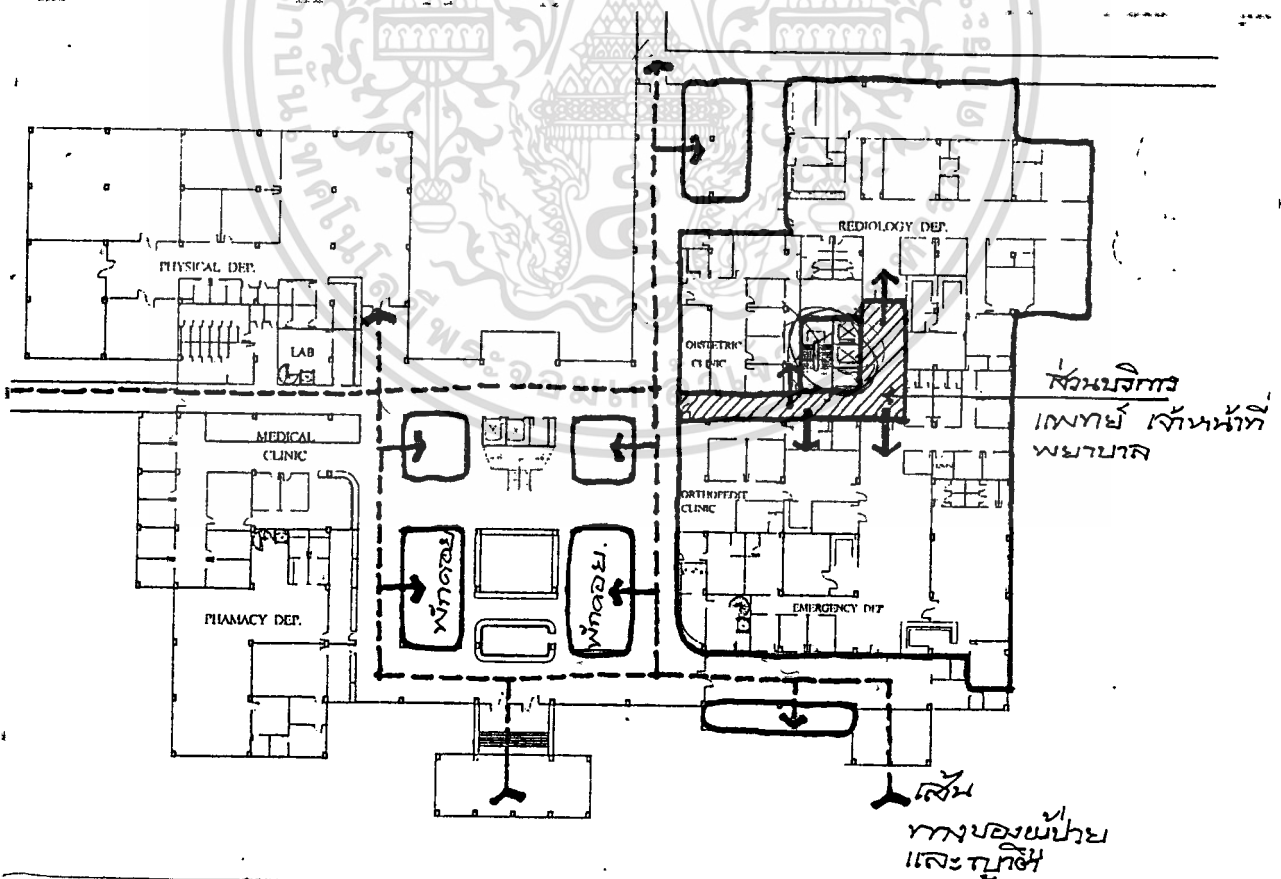 REDIOLOGY DEP.
PHYSICAL DEP.
LAB
OBSTETRIC
CLINIC
ส่วนบริการ
แพทย์ เจ้าหน้าที่
พยาบาล
MEDICAL
CLINIC
ORTHOPEDIT
CLINIC
พักคอย
พักคอย.
PHAMACY DEP.
EMERGENCY DEP
เส้น
ทางของผู้ป่วย
และญาติ